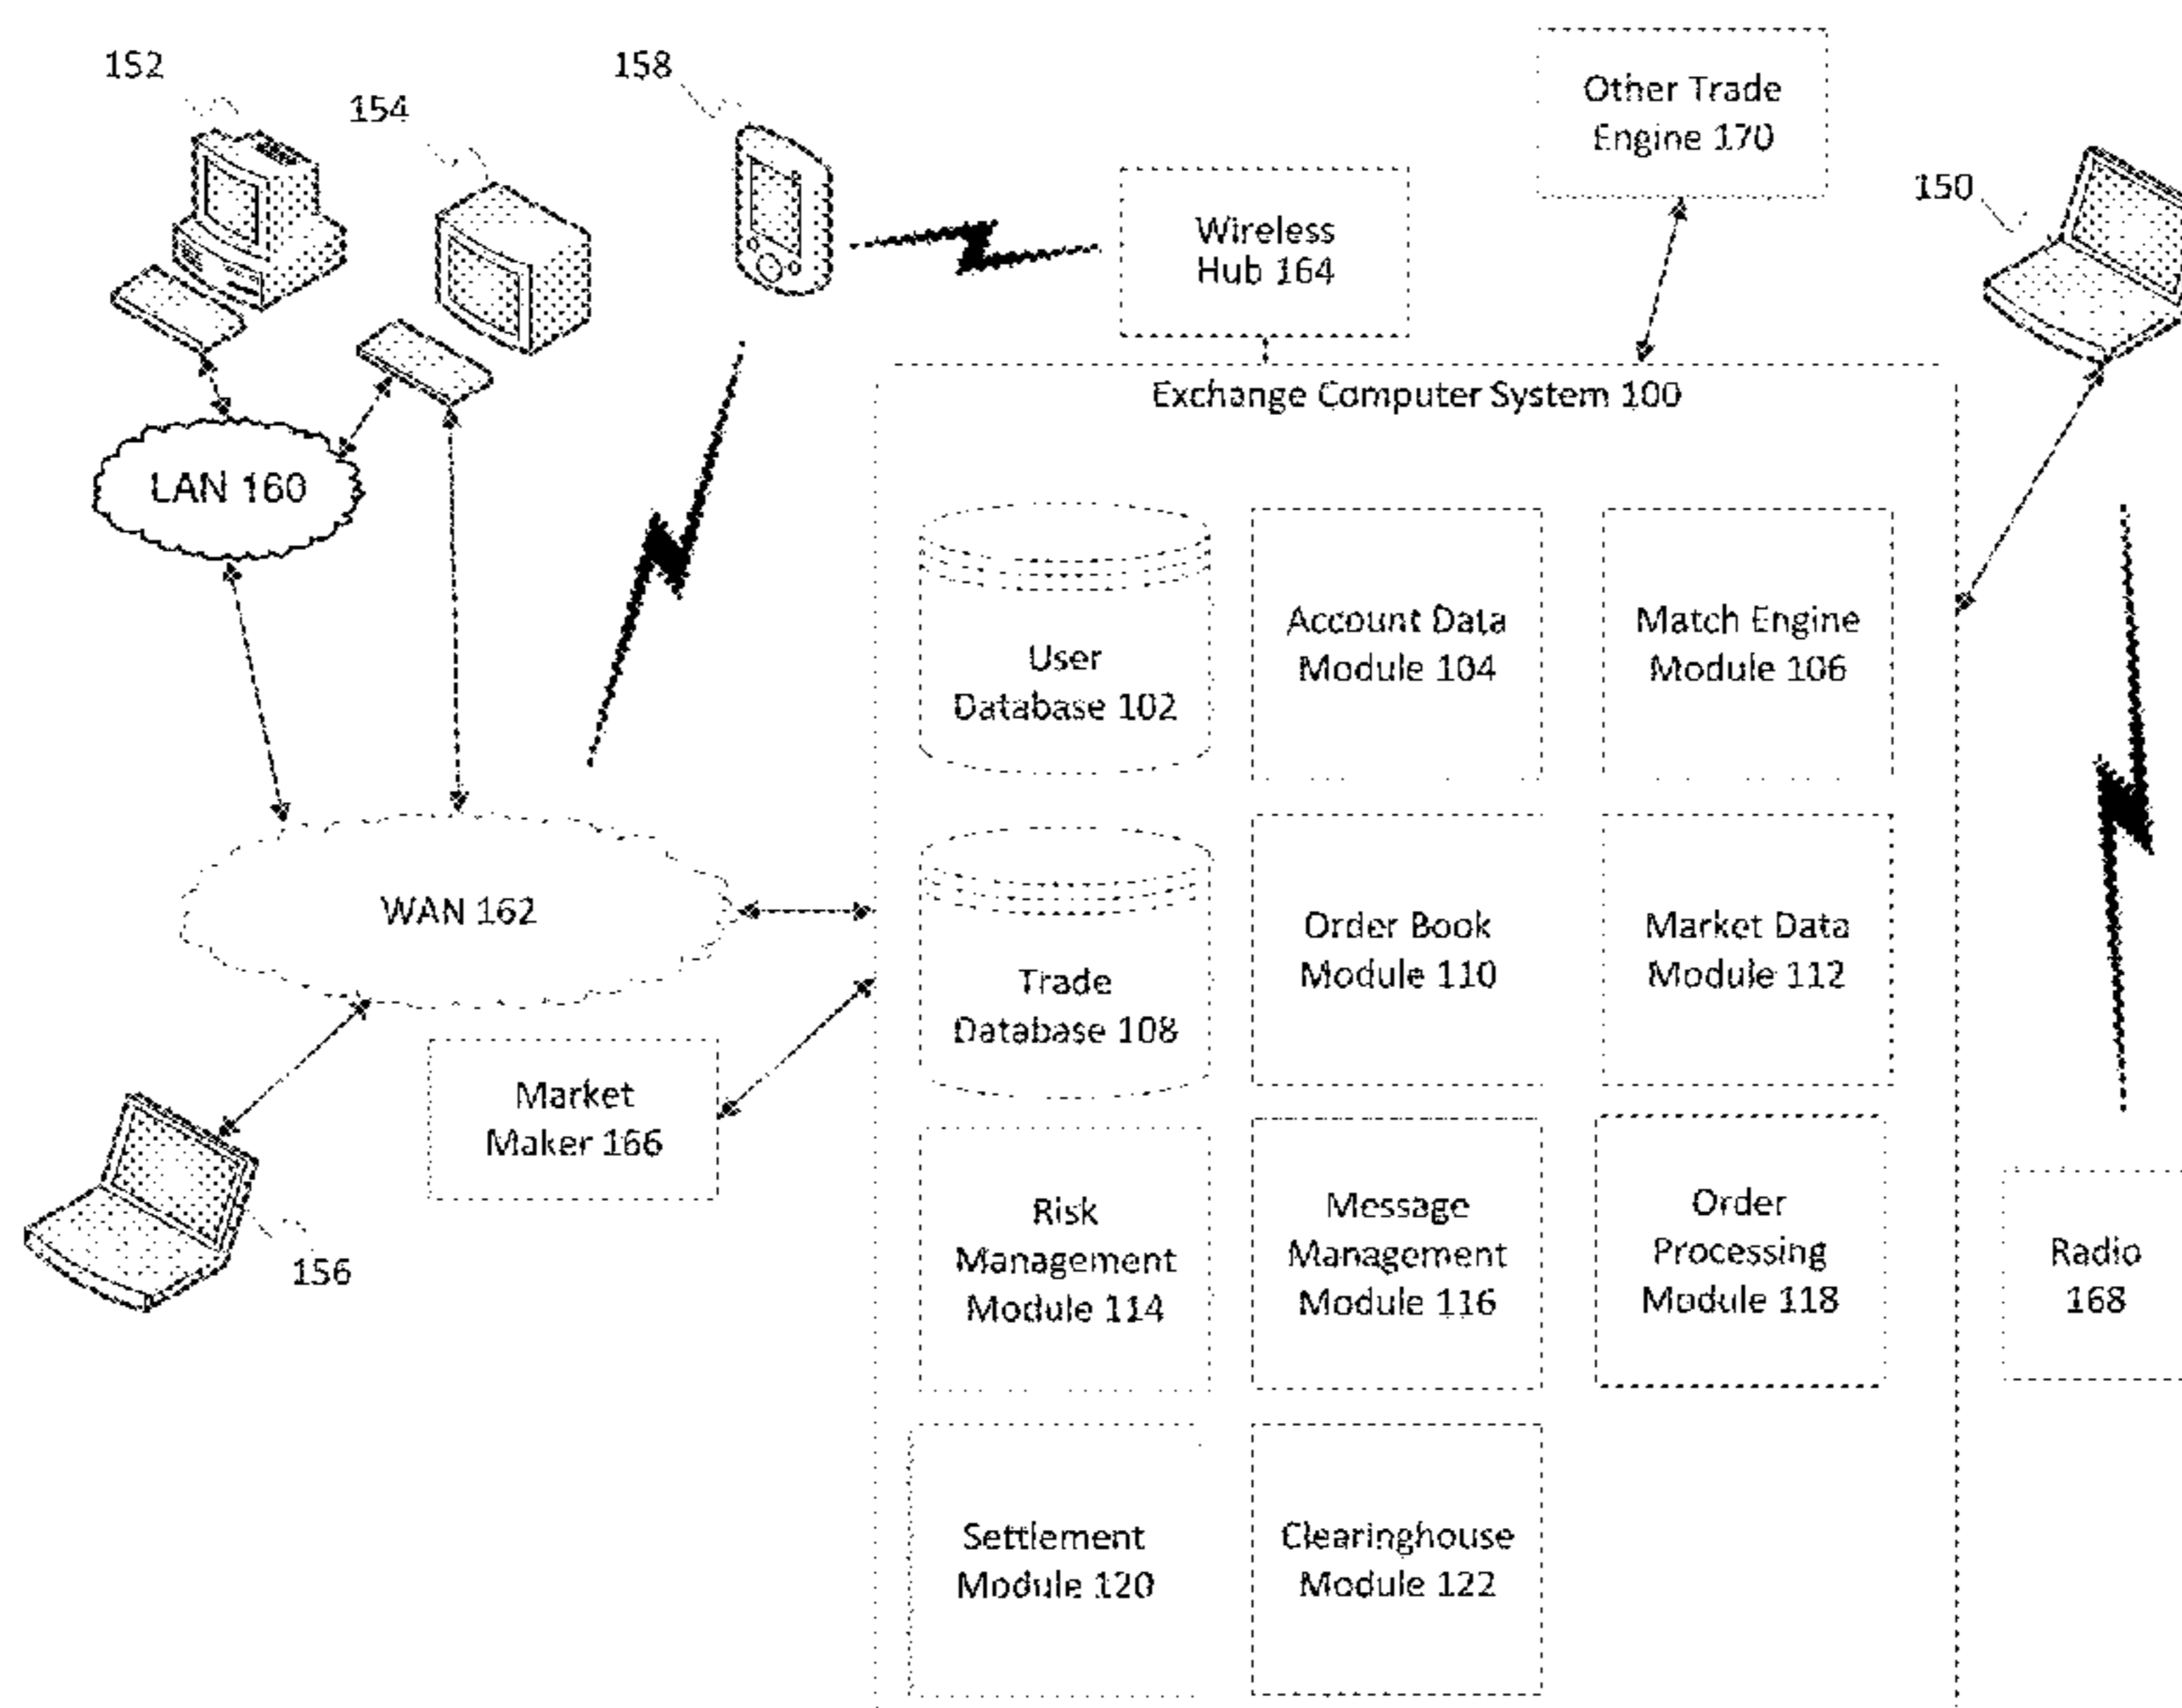 152
154
158
Other Trade
Engine 170
150
Wireless
Hub 164
Exchange Computer System 100
LAN 160
User
Database 102
Account Data
Module 104
Match Engine
Module 106
WAN 162
Trade
Database 108
Order Book
Module 110
Market Data
Module 112
Market
Maker 166
156
Risk
Management
Module 114
Message
Management
Module 116
Order
Processing
Module 118
Radio
168
Settlement
Module 120
Clearinghouse
Module 122